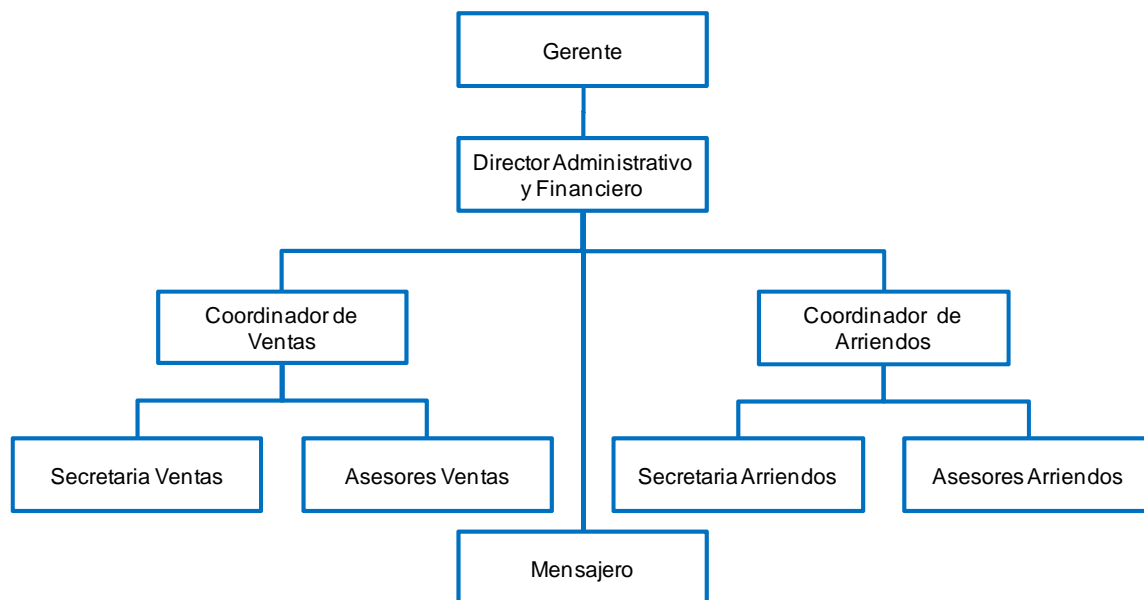 Gerente
Director Administrativo
y Financiero
Coordinador de
Ventas
Coordinador de
Arriendos
Secretaria Ventas
Asesores Ventas
Secretaria Arriendos
Asesores Arriendos
Mensajero